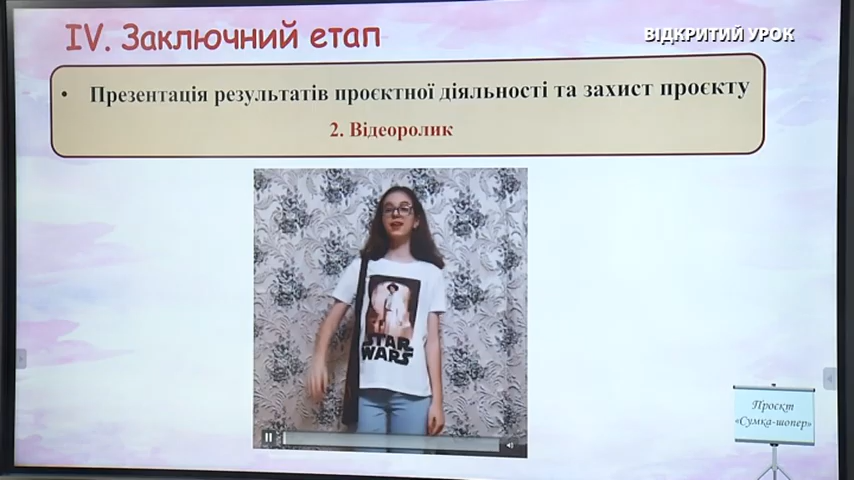 IV. Заключний етап
ВІДКРИТИЙ УРОК
• Презентація результатів проєктної діяльності та захист проєкту
2. Відеоролик
STAR
WARS
Проєкт
«Сумка-шопер»